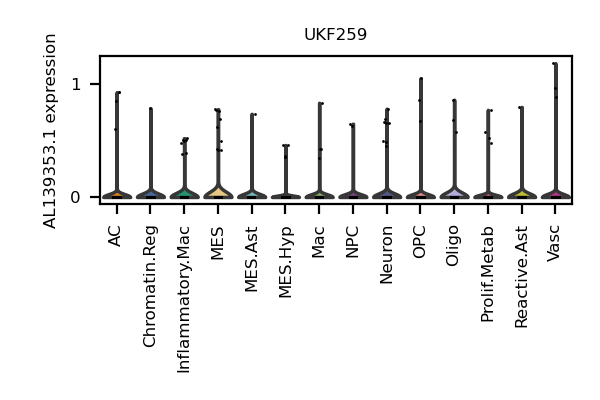 UKF259
AL139353.1 expression
1
0
AC
Chromatin.Reg
Inflammatory.Mac
MES
MES.Ast
MES.Hyp
Mac
NPC
Neuron
OPC
Oligo
Prolif.Metab
Reactive.Ast
Vasc